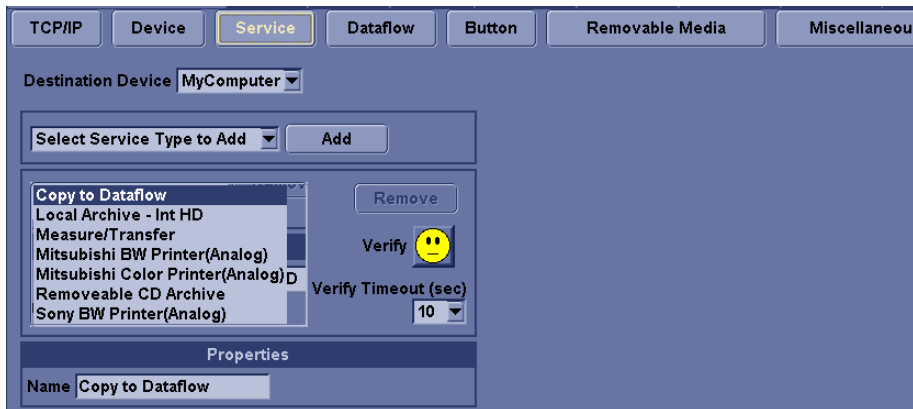 TCP/IP Device Service Dataflow Button Removable Media Miscellaneou
Destination Device MyComputer
Select Service Type to Add Add
Copy to Dataflow
Remove
Local Archive - Int HD
Measure/Transfer
Mitsubishi BW Printer(Analog)
Verify
Mitsubishi Color Printer(Analog)
Removeable CD Archive
Verify Timeout (sec)
Sony BW Printer(Analog)
10
Properties
Name Copy to Dataflow